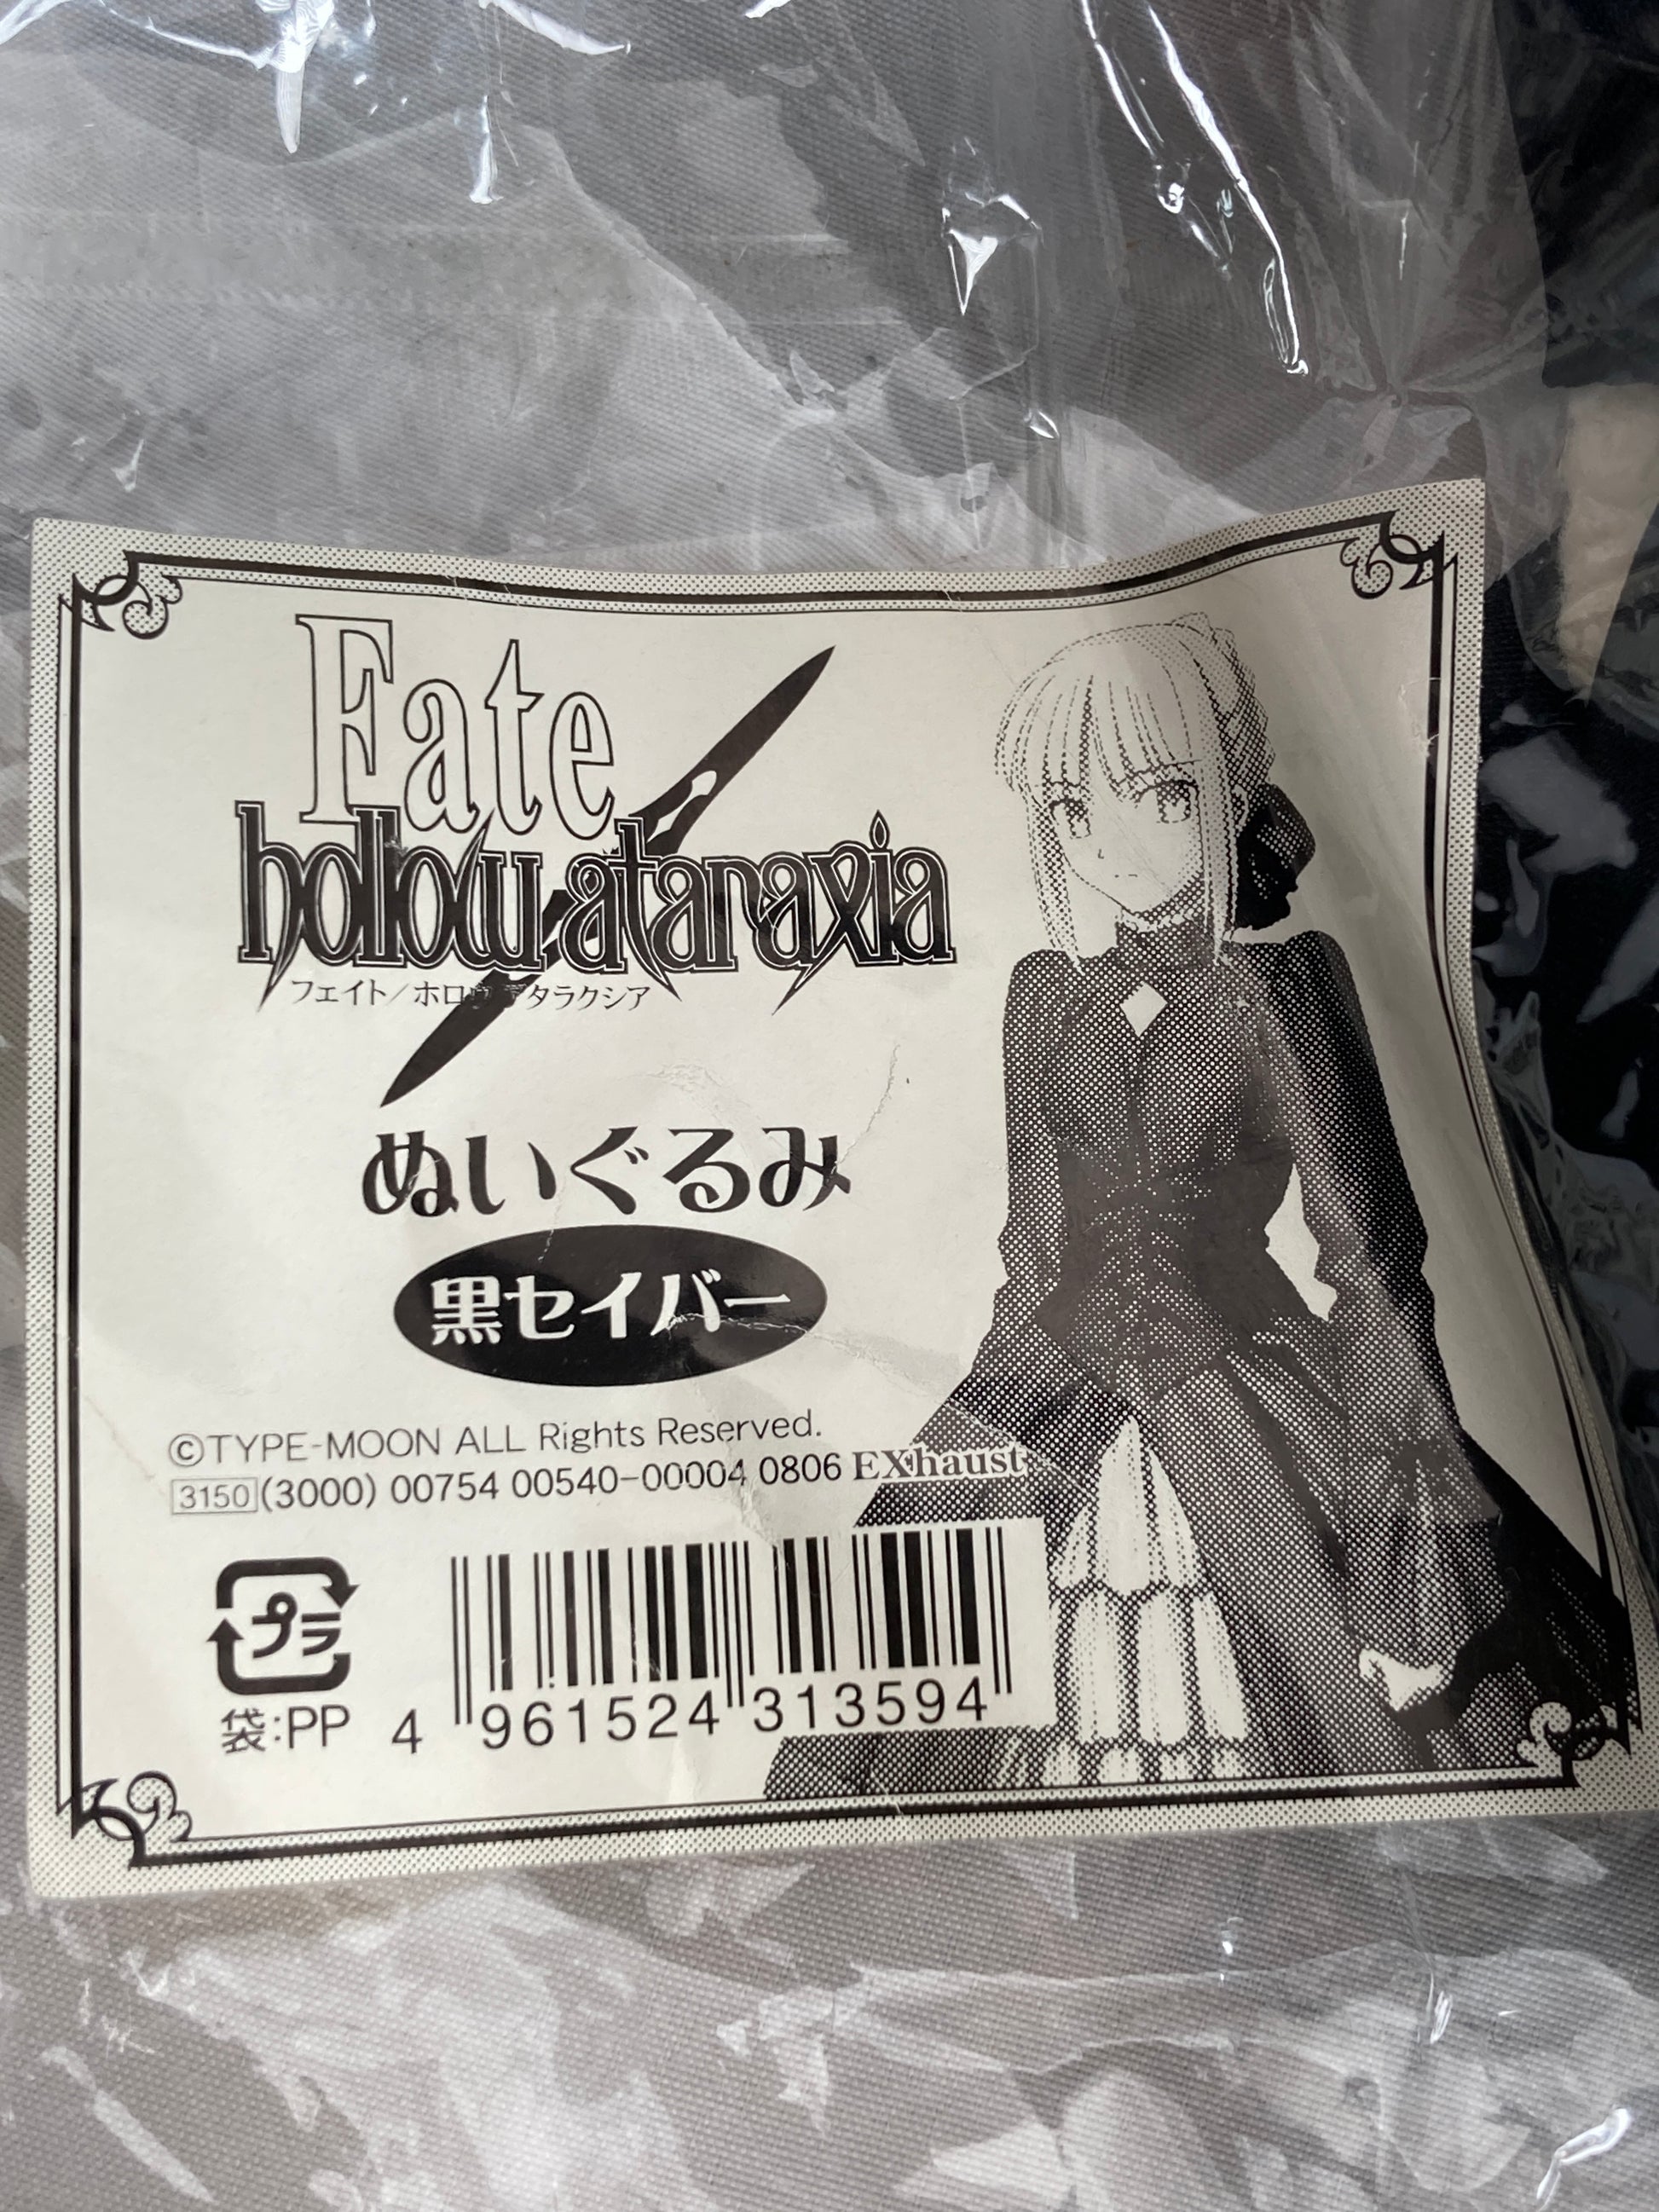 Fate
hollow ataraxia
フェイト／ホロウアタラクシア
ぬいぐるみ
黒セイバー
©TYPE-MOON ALL Rights Reserved.
3150 (3000) 00754 00540-00004 0806 EXhaust
プラ
袋:PP
4 961524 313594